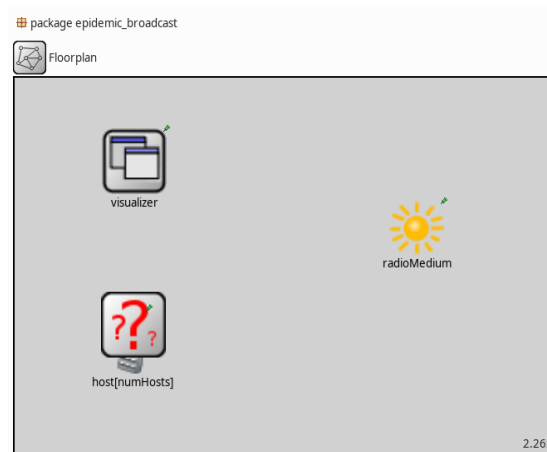 package epidemic_broadcast
Floorplan
visualizer
radioMedium
???
host[numHosts]
2.26